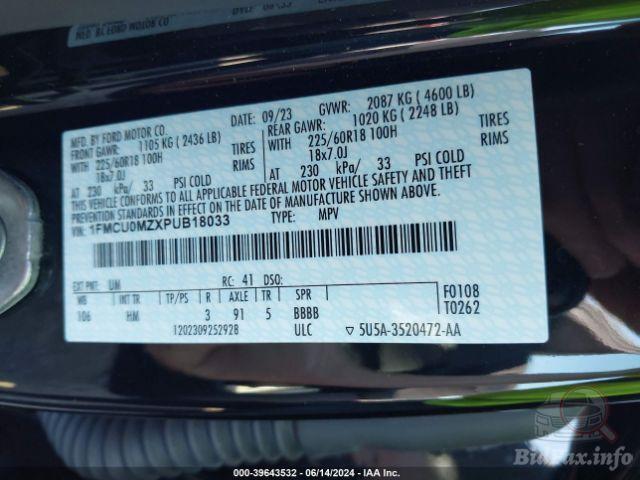 MFD. BY FORD MOTOR CO
MFD. BY FORD MOTOR CO.
DATE: 09/23
GVWR: 2087 KG ( 4600 LB)
FRONT GAWR: 1105 KG ( 2436 LB)
REAR GAWR: 1020 KG ( 2248 LB)
WITH 225/60R18 100H TIRES
WITH 225/60R18 100H TIRES
18x7.0J RIMS
18x7.0J RIMS
AT 230 kPa/ 33 PSI COLD
AT 230 kPa/ 33 PSI COLD
THIS VEHICLE CONFORMS TO ALL APPLICABLE FEDERAL MOTOR VEHICLE SAFETY AND THEFT
PREVENTION STANDARDS IN EFFECT ON THE DATE OF MANUFACTURE SHOWN ABOVE.
VIN: 1FMCU0MZXPUB18033
TYPE: MPV
EXT PNT: UM RC: 41 DSO:
WB INT TR TP/PS R AXLE TR SPR
106 HM 3 91 5 BBBB
F0108
T0262
1202309252928 ULC ▽ 5U5A-3520472-AA
BidFax.info
000-39643532 - 06/14/2024 - IAA Inc.